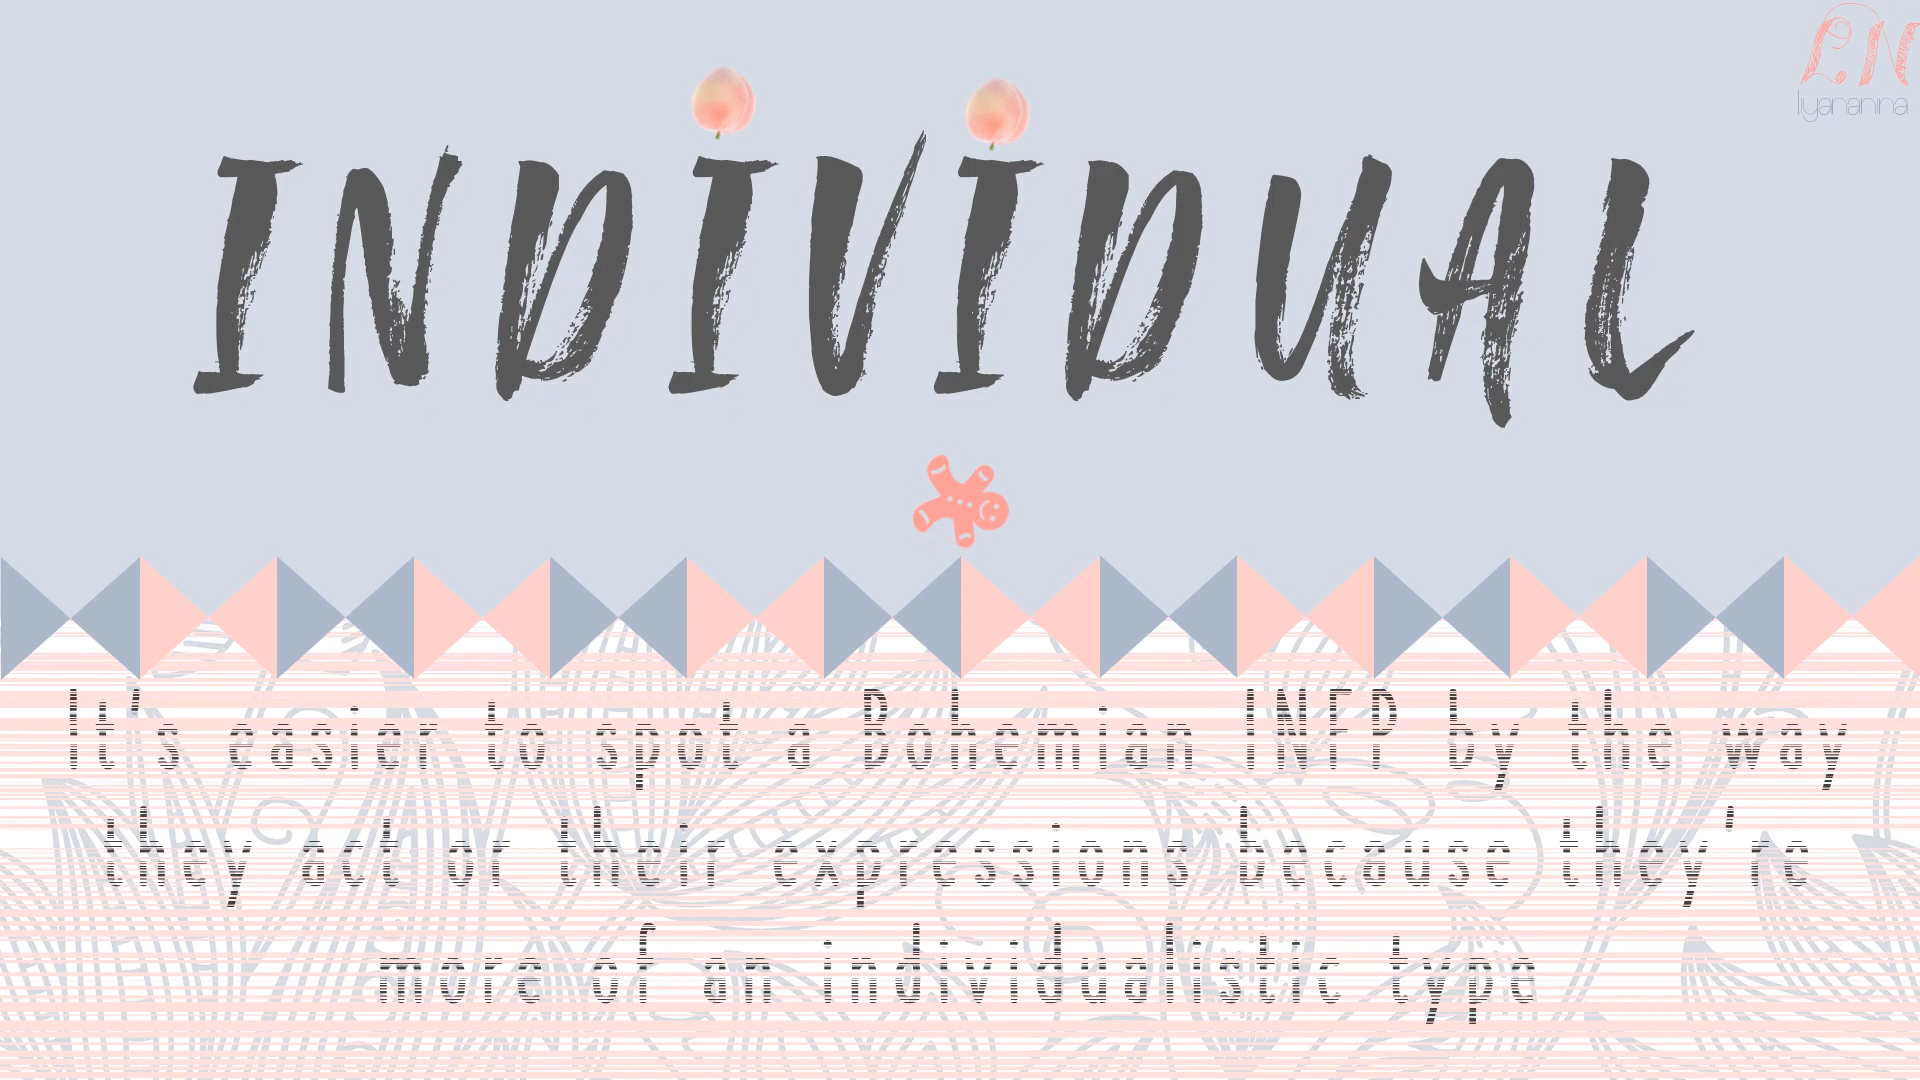 L.N
liyananina
INDIVIDUAL
It's easier to spot a Bohemian INFP by the way
they act or their expressions because they're
more of an individualistic type